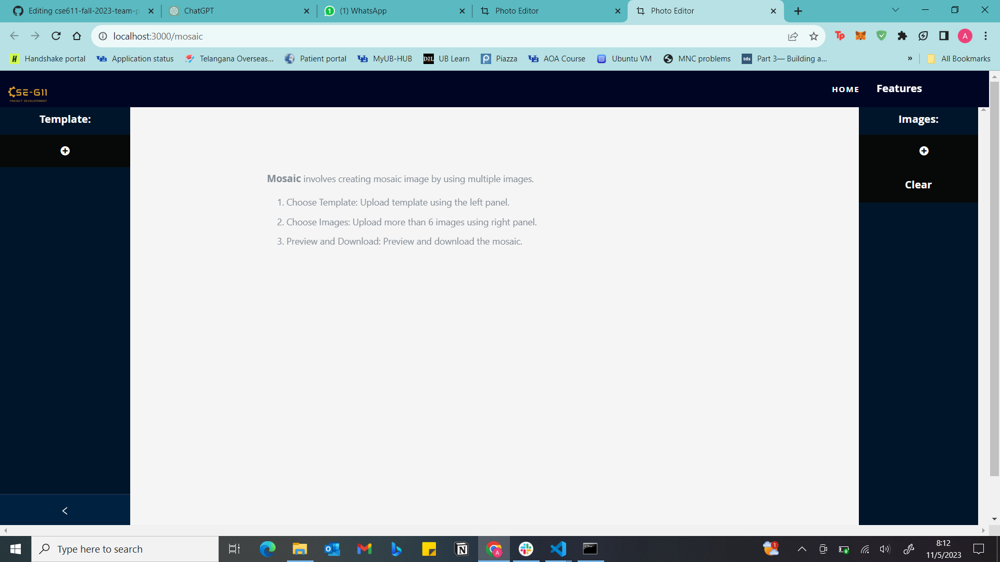 Editing cse611-fall-2023-team-p
ChatGPT
(1) WhatsApp
Photo Editor
Photo Editor
localhost:3000/mosaic
Tp
A
Handshake portal
Application status
Telangana Overseas...
Patient portal
MyUB-HUB
UB Learn
Piazza
AOA Course
Ubuntu VM
MNC problems
Part 3— Building a...
»
All Bookmarks
CSE-611
PROJECT DEVELOPEMENT
HOME
Features
Template:
Images:
Clear
Mosaic involves creating mosaic image by using multiple images.
1. Choose Template: Upload template using the left panel.
2. Choose Images: Upload more than 6 images using right panel.
3. Preview and Download: Preview and download the mosaic.
Type here to search
1
8:12
11/5/2023